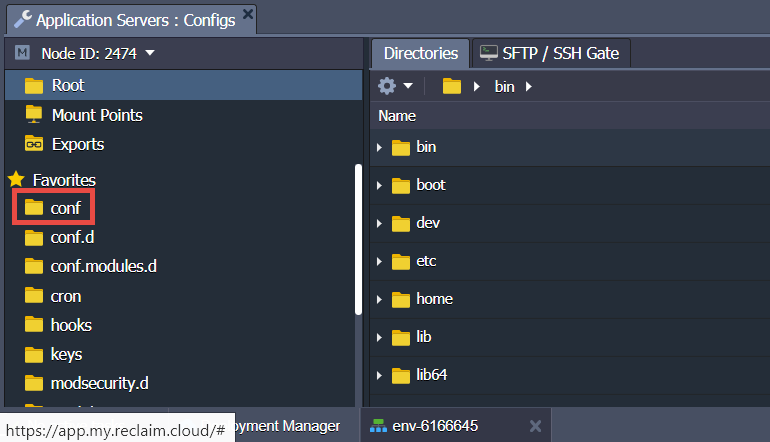 Application Servers : Configs
M Node ID: 2474
Root
Mount Points
Exports
Favorites
conf
conf.d
conf.modules.d
cron
hooks
keys
modsecurity.d
Directories
SFTP / SSH Gate
bin
Name
bin
boot
dev
etc
home
lib
lib64
https://app.my.reclaim.cloud/#
oyment Manager
env-6166645